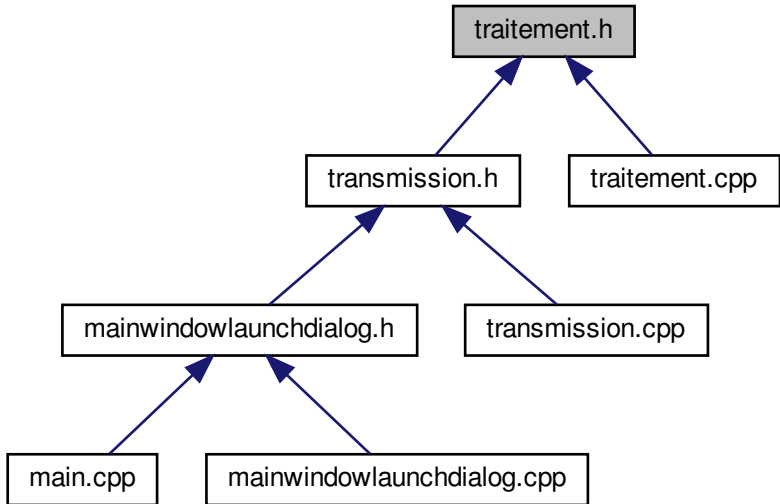 traitement.h
transmission.h
traitement.cpp
mainwindowlaunchdialog.h
transmission.cpp
main.cpp
mainwindowlaunchdialog.cpp